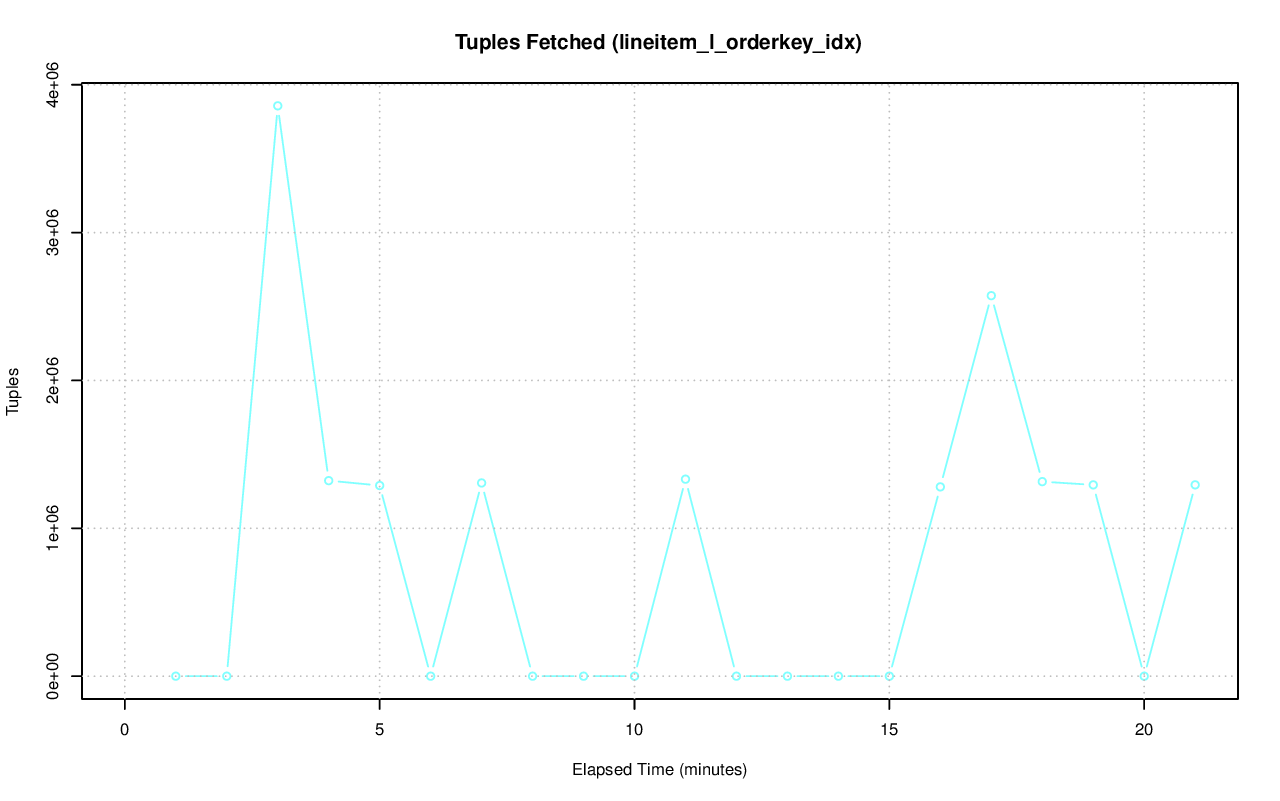 Tuples Fetched (lineitem_l_orderkey_idx)
4e+06
3e+06
2e+06
1e+06
0e+00
Tuples
0 5 10 15 20
Elapsed Time (minutes)